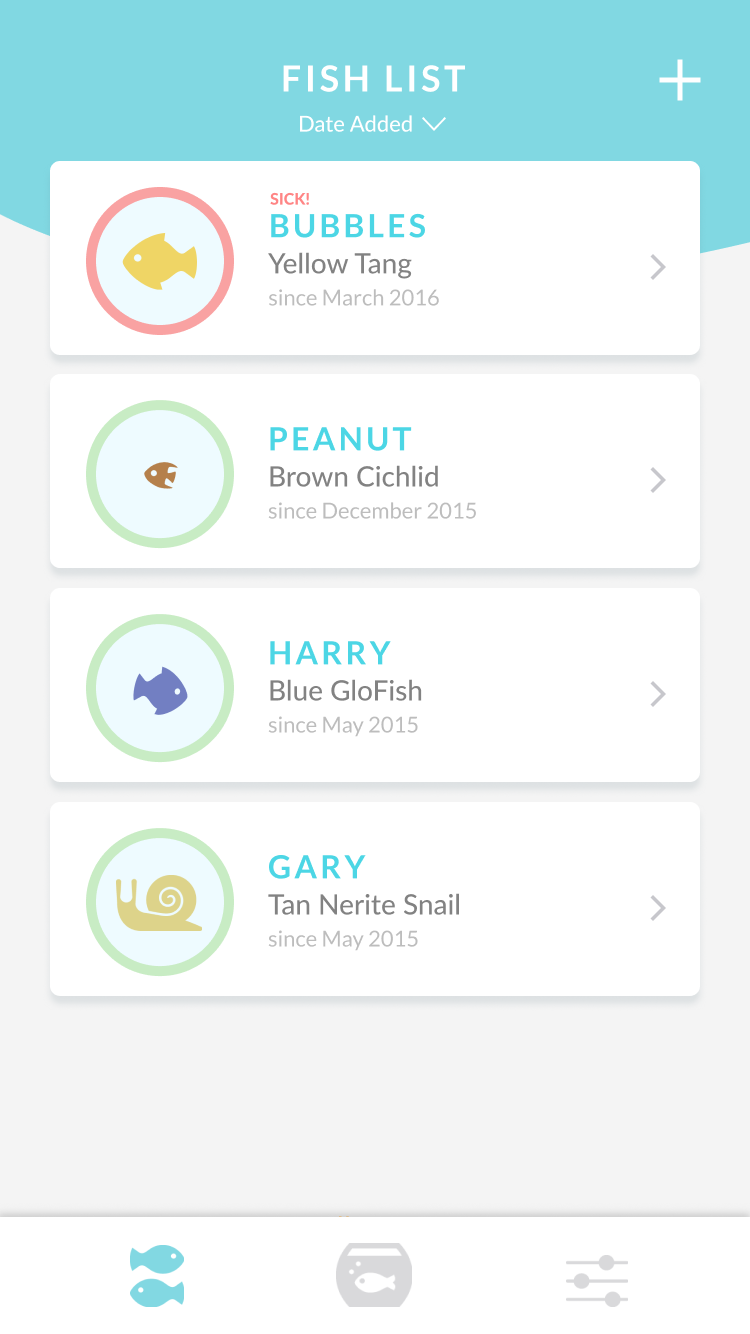 FISH LIST
Date Added
SICK!
BUBBLES
Yellow Tang
since March 2016
PEANUT
Brown Cichlid
since December 2015
HARRY
Blue GloFish
since May 2015
GARY
Tan Nerite Snail
since May 2015